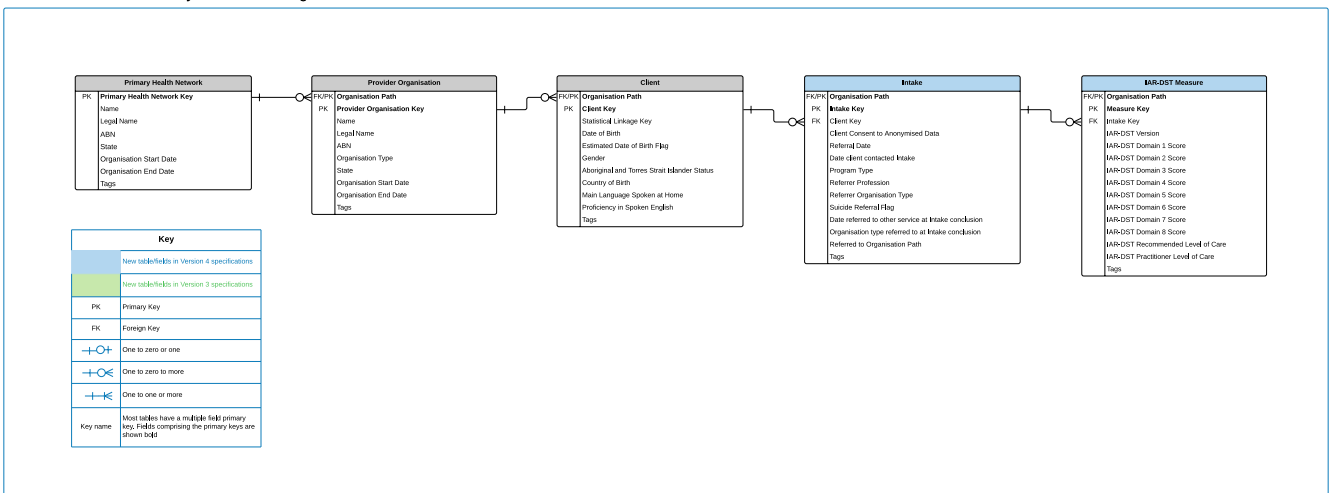 Primary Health Network
PK Primary Health Network Key
Name
Legal Name
ABN
State
Organisation Start Date
Organisation End Date
Tags
Provider Organisation
FK/PK Organisation Path
PK Provider Organisation Key
Name
Legal Name
ABN
Organisation Type
State
Organisation Start Date
Organisation End Date
Tags
Client
FK/PK Organisation Path
PK Client Key
Statistical Linkage Key
Date of Birth
Estimated Date of Birth Flag
Gender
Aboriginal and Torres Strait Islander Status
Country of Birth
Main Language Spoken at Home
Proficiency in Spoken English
Tags
Intake
FK/PK Organisation Path
PK Intake Key
FK Client Key
Client Consent to Anonymised Data
Referral Date
Date client contacted Intake
Program Type
Referrer Profession
Referrer Organisation Type
Suicide Referral Flag
Date referred to other service at Intake conclusion
Organisation type referred to at Intake conclusion
Referred to Organisation Path
Tags
IAR-DST Measure
FK/PK Organisation Path
PK Measure Key
FK Intake Key
IAR-DST Version
IAR-DST Domain 1 Score
IAR-DST Domain 2 Score
IAR-DST Domain 3 Score
IAR-DST Domain 4 Score
IAR-DST Domain 5 Score
IAR-DST Domain 6 Score
IAR-DST Domain 7 Score
IAR-DST Domain 8 Score
IAR-DST Recommended Level of Care
IAR-DST Practitioner Level of Care
Tags
Key
New table/fields in Version 4 specifications
New table/fields in Version 3 specifications
PK Primary Key
FK Foreign Key
One to zero or one
One to zero to more
One to one or more
Key name
Most tables have a multiple field primary
key. Fields comprising the primary keys are
shown bold